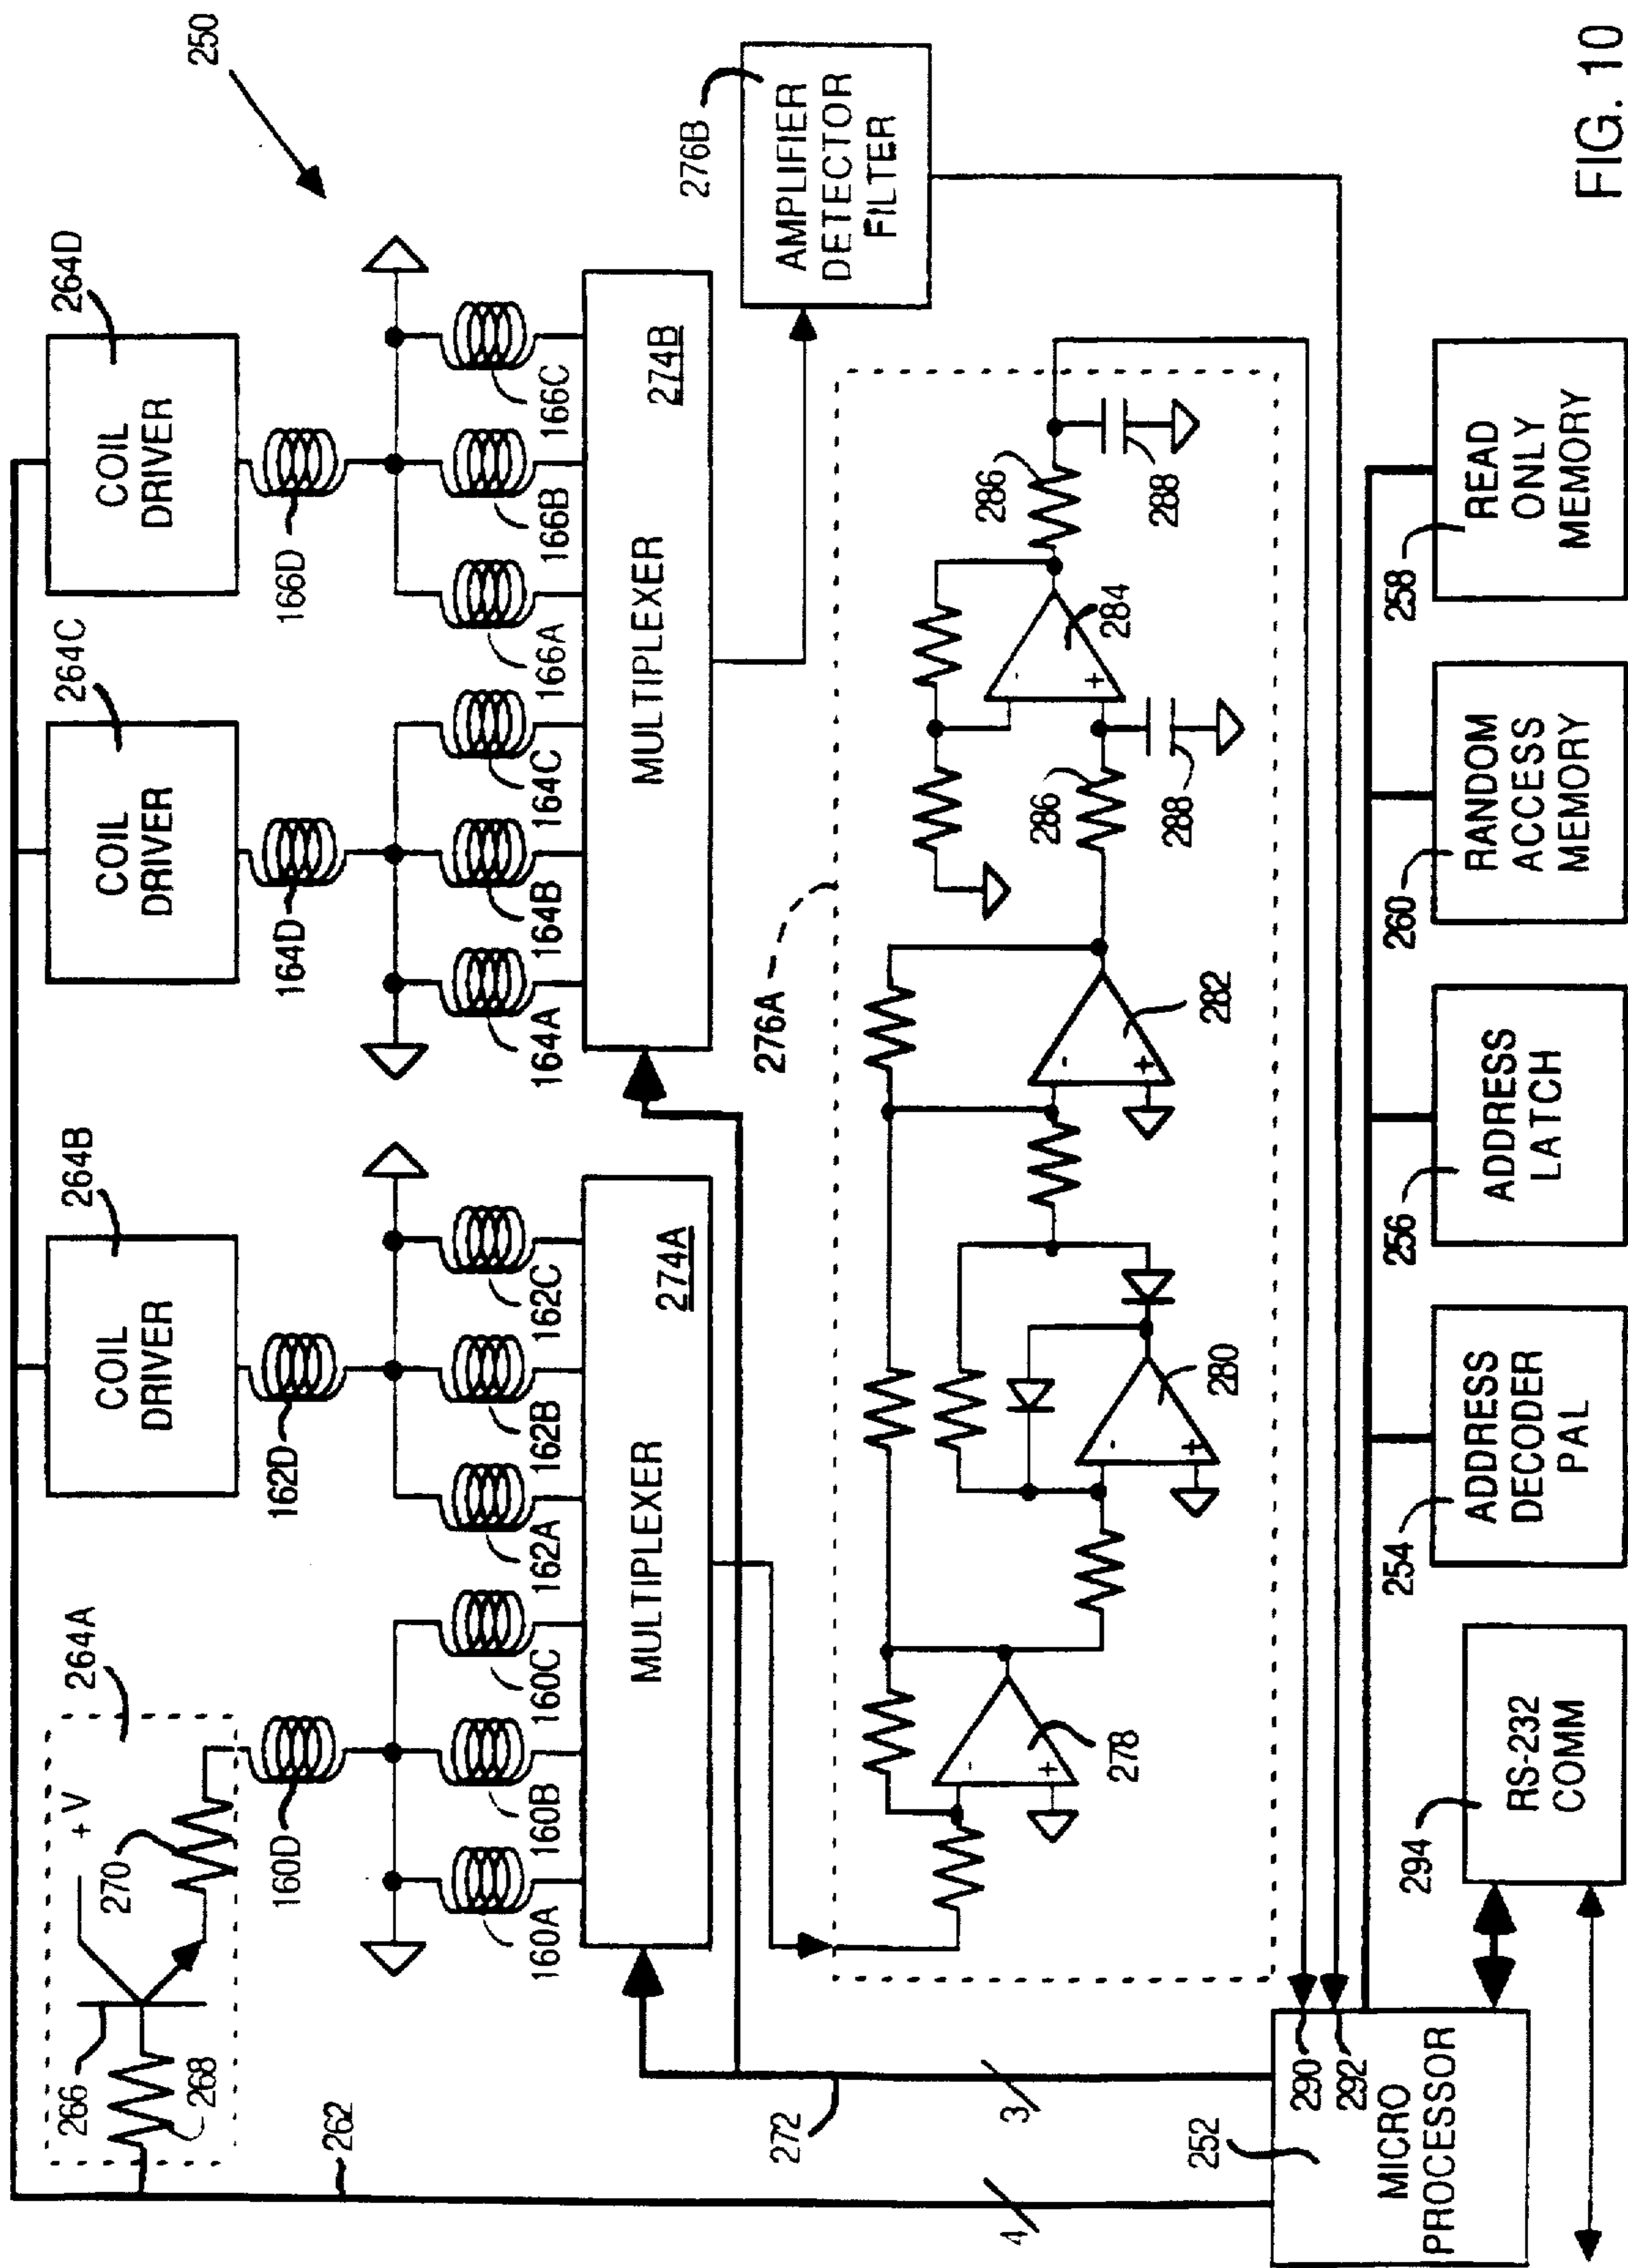 250
264A
264B
264C
264D
+V
266
268
270
COIL
DRIVER
COIL
DRIVER
COIL
DRIVER
262
160D
162D
164D
166D
160A
160B
160C
162A
162B
162C
164A
164B
164C
166A
166B
166C
MULTIPLEXER
274A
MULTIPLEXER
274B
272
276A
276B
AMPLIFIER
DETECTOR
FILTER
-
+
278
-
+
280
-
+
282
286
288
-
+
284
286
288
4
3
252
290
292
MICRO
PROCESSOR
294
RS-232
COMM
254
ADDRESS
DECODER
PAL
256
ADDRESS
LATCH
260
RANDOM
ACCESS
MEMORY
258
READ
ONLY
MEMORY
FIG. 10